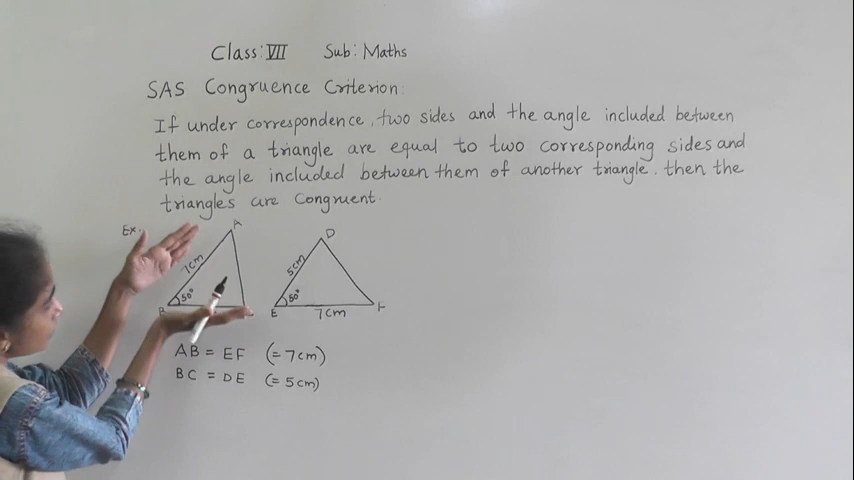 Class: VII Sub: Maths
SAS Congruence Criterion:
If under correspondence, two sides and the angle included between
them of a triangle are equal to two corresponding sides and
the angle included between them of another triangle. then the
triangles are Congruent.
Ex.
A
7cm
50°
B
D
5cm
50°
E
7cm
F
AB = EF (= 7cm)
BC = DE (= 5cm)